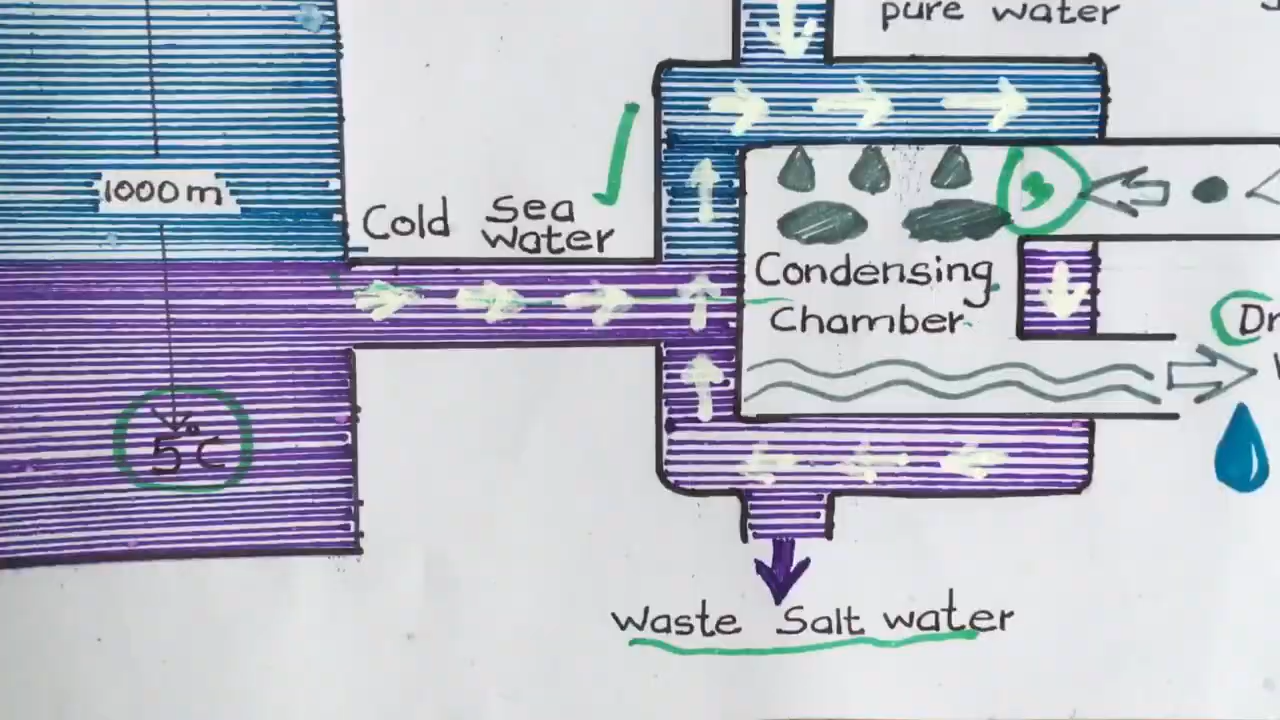 pure water
1000m
Cold Sea
Water
Condensing
Chamber
5°C
Waste Salt water